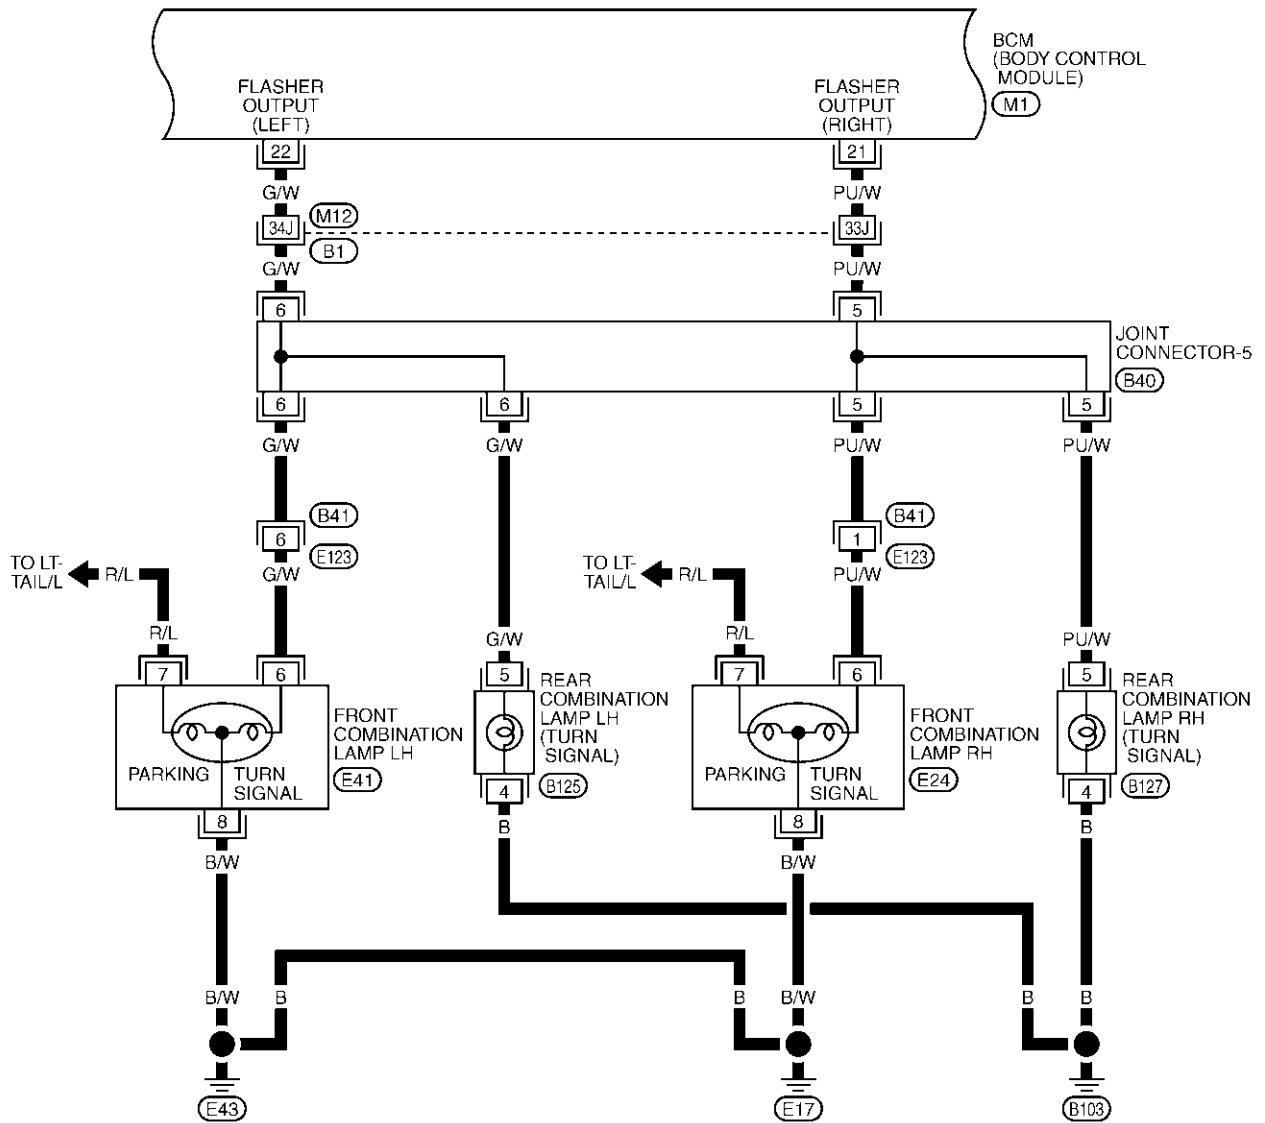 BCM
(BODY CONTROL
MODULE)
M1
FLASHER
OUTPUT
(LEFT)
FLASHER
OUTPUT
(RIGHT)
22
21
G/W
PU/W
34J
M12
33J
B1
G/W
PU/W
6
5
JOINT
CONNECTOR-5
B40
6
6
5
5
G/W
G/W
PU/W
PU/W
B41
B41
6
1
E123
E123
TO LT-
TAIL/L
R/L
G/W
TO LT-
TAIL/L
R/L
PU/W
R/L
G/W
R/L
PU/W
7
6
5
7
6
5
FRONT
COMBINATION
LAMP LH
E41
PARKING
TURN
SIGNAL
REAR
COMBINATION
LAMP LH
(TURN
SIGNAL)
B125
FRONT
COMBINATION
LAMP RH
E24
PARKING
TURN
SIGNAL
REAR
COMBINATION
LAMP RH
(TURN
SIGNAL)
B127
8
4
8
4
B/W
B
B/W
B
B/W
B
B
B/W
B
B
E43
E17
B103